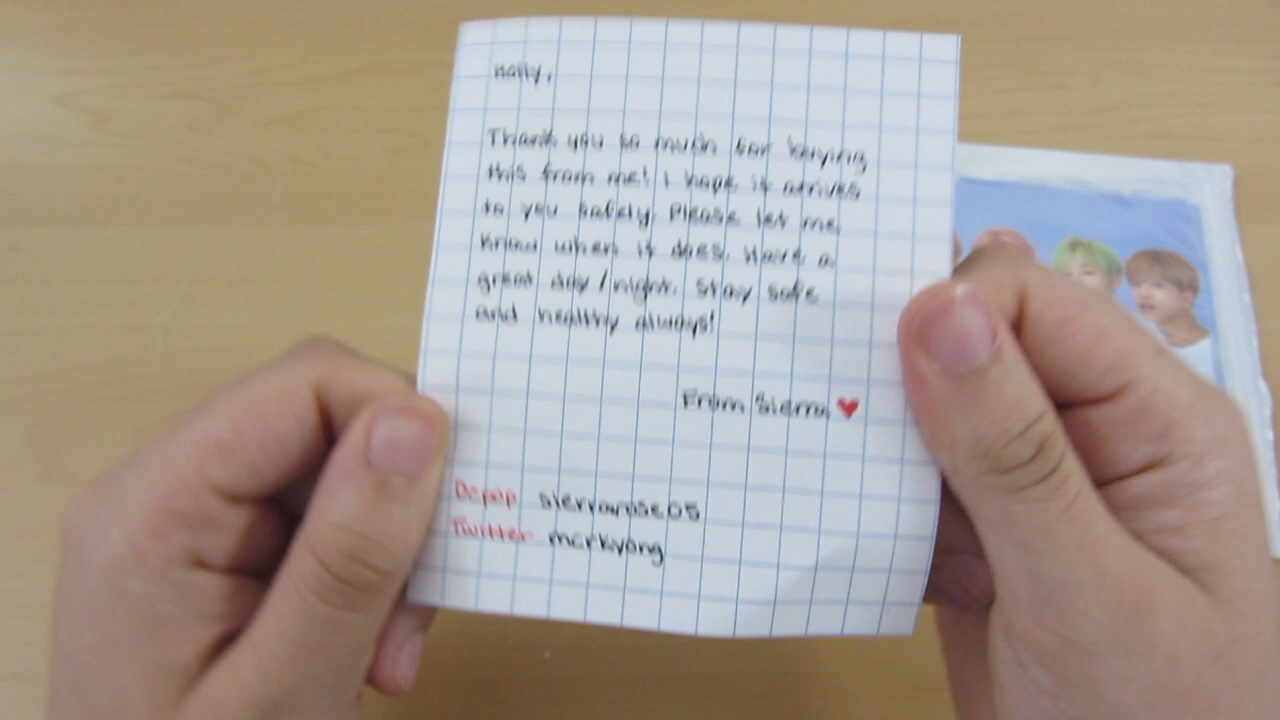 Thank you so much for buying
this from me! I hope it arrives
to you safely. Please let me
know when it does. Have a
great day/night. Stay safe
and healthy always!
From Sierra
Depop sierrarose05
Twitter